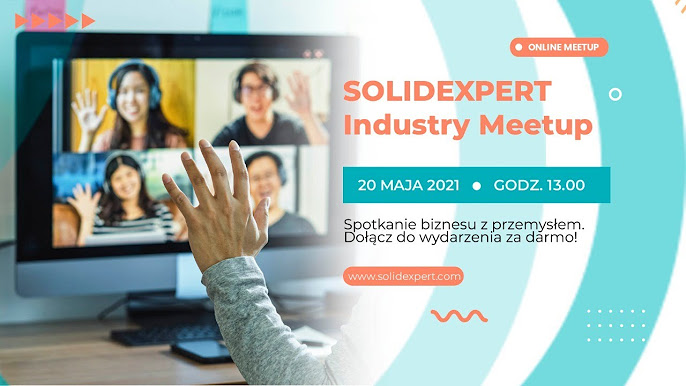 ONLINE MEETUP
SOLIDEXPERT
Industry Meetup
20 MAJA 2021 ● GODZ. 13.00
Spotkanie biznesu z przemysłem.
Dołącz do wydarzenia za darmo!
www.solidexpert.com